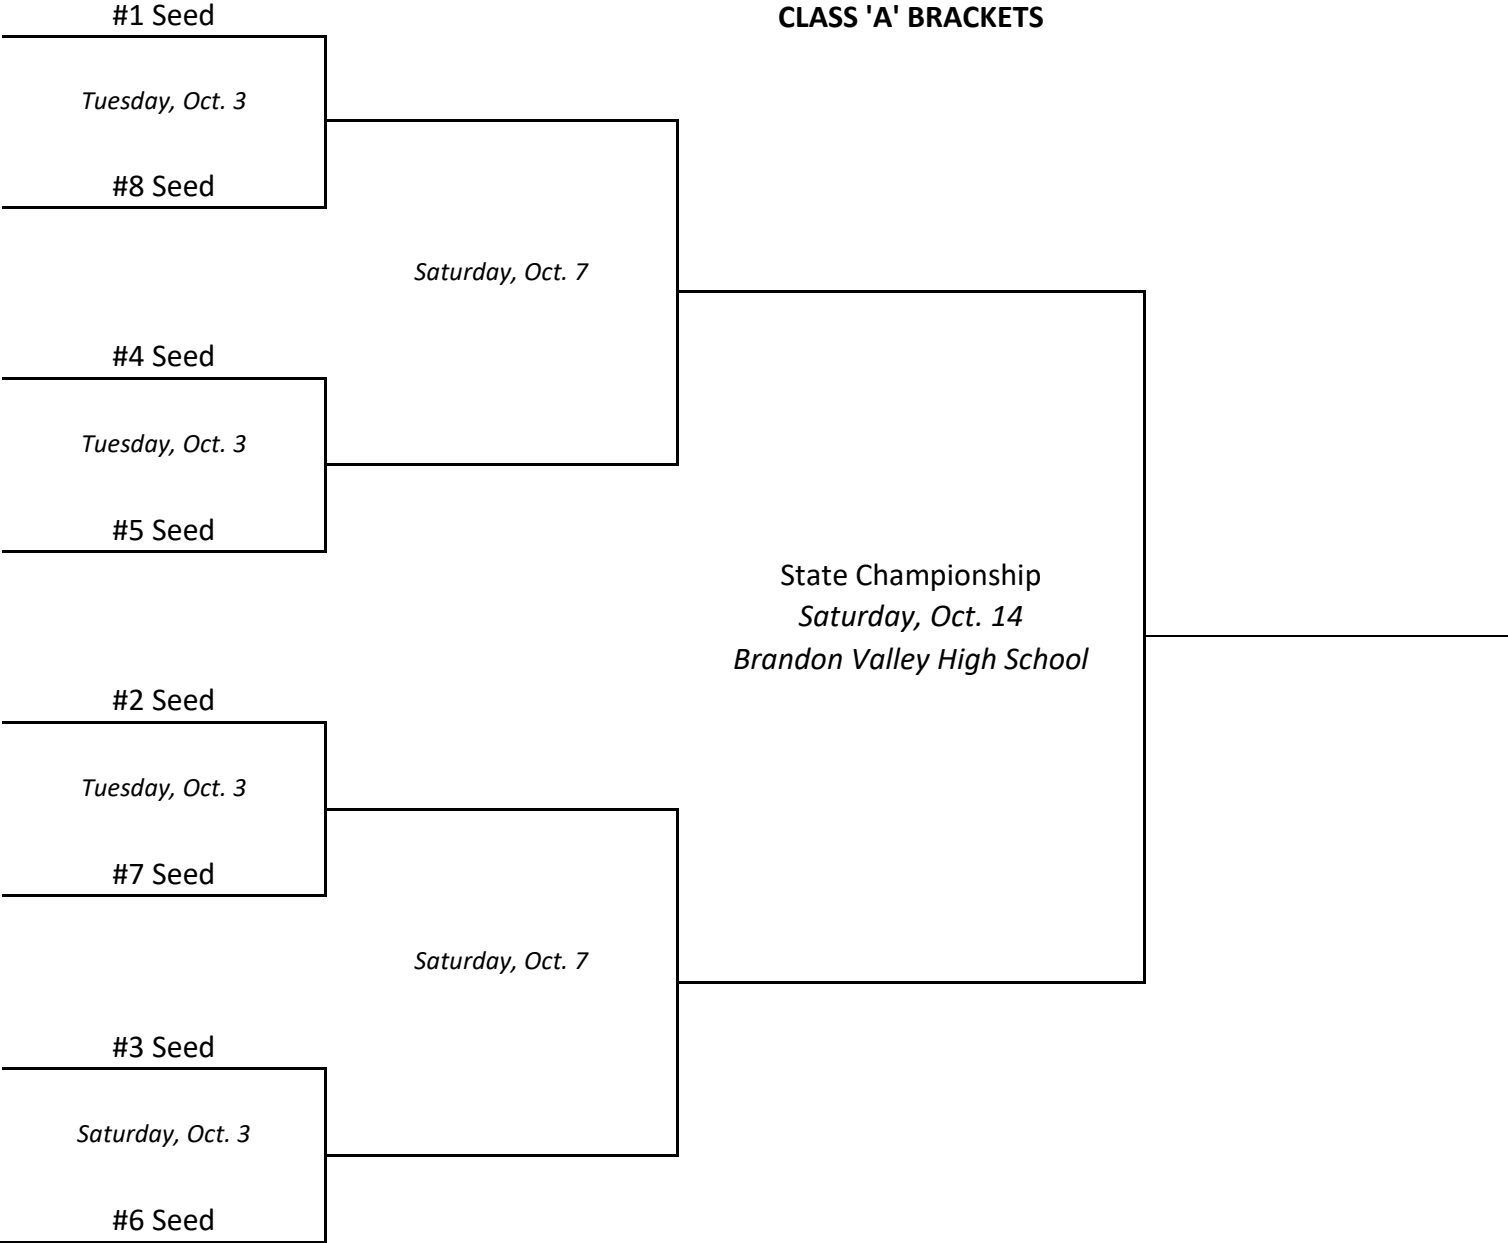 #1 Seed
CLASS 'A' BRACKETS
Tuesday, Oct. 3
#8 Seed
Saturday, Oct. 7
#4 Seed
Tuesday, Oct. 3
#5 Seed
State Championship
Saturday, Oct. 14
Brandon Valley High School
#2 Seed
Tuesday, Oct. 3
#7 Seed
Saturday, Oct. 7
#3 Seed
Saturday, Oct. 3
#6 Seed